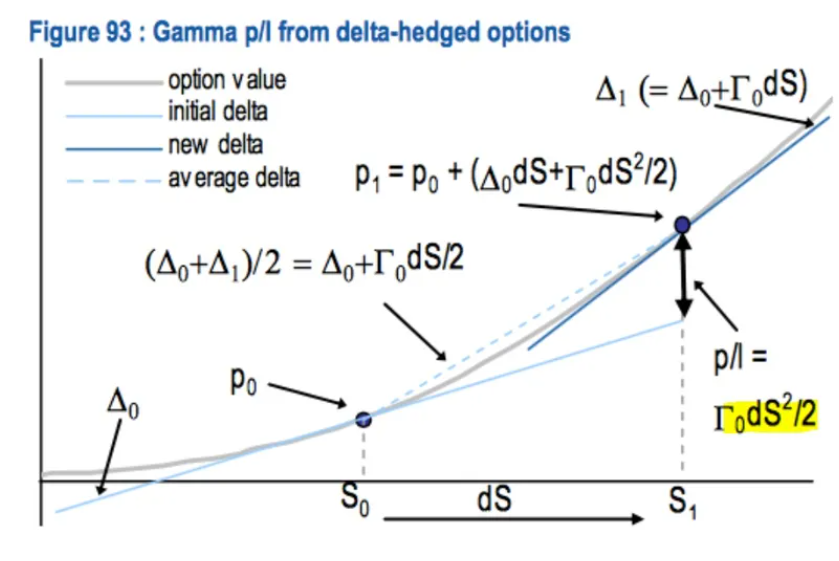 Figure 93 : Gamma p/l from delta-hedged options
option value
initial delta
new delta
average delta
Δ₁ (= Δ₀+Γ₀dS)
p₁ = p₀ + (Δ₀dS+Γ₀dS²/2)
(Δ₀+Δ₁)/2 = Δ₀+Γ₀dS/2
p₀
Δ₀
p/l =
Γ₀dS²/2
S₀
dS
S₁